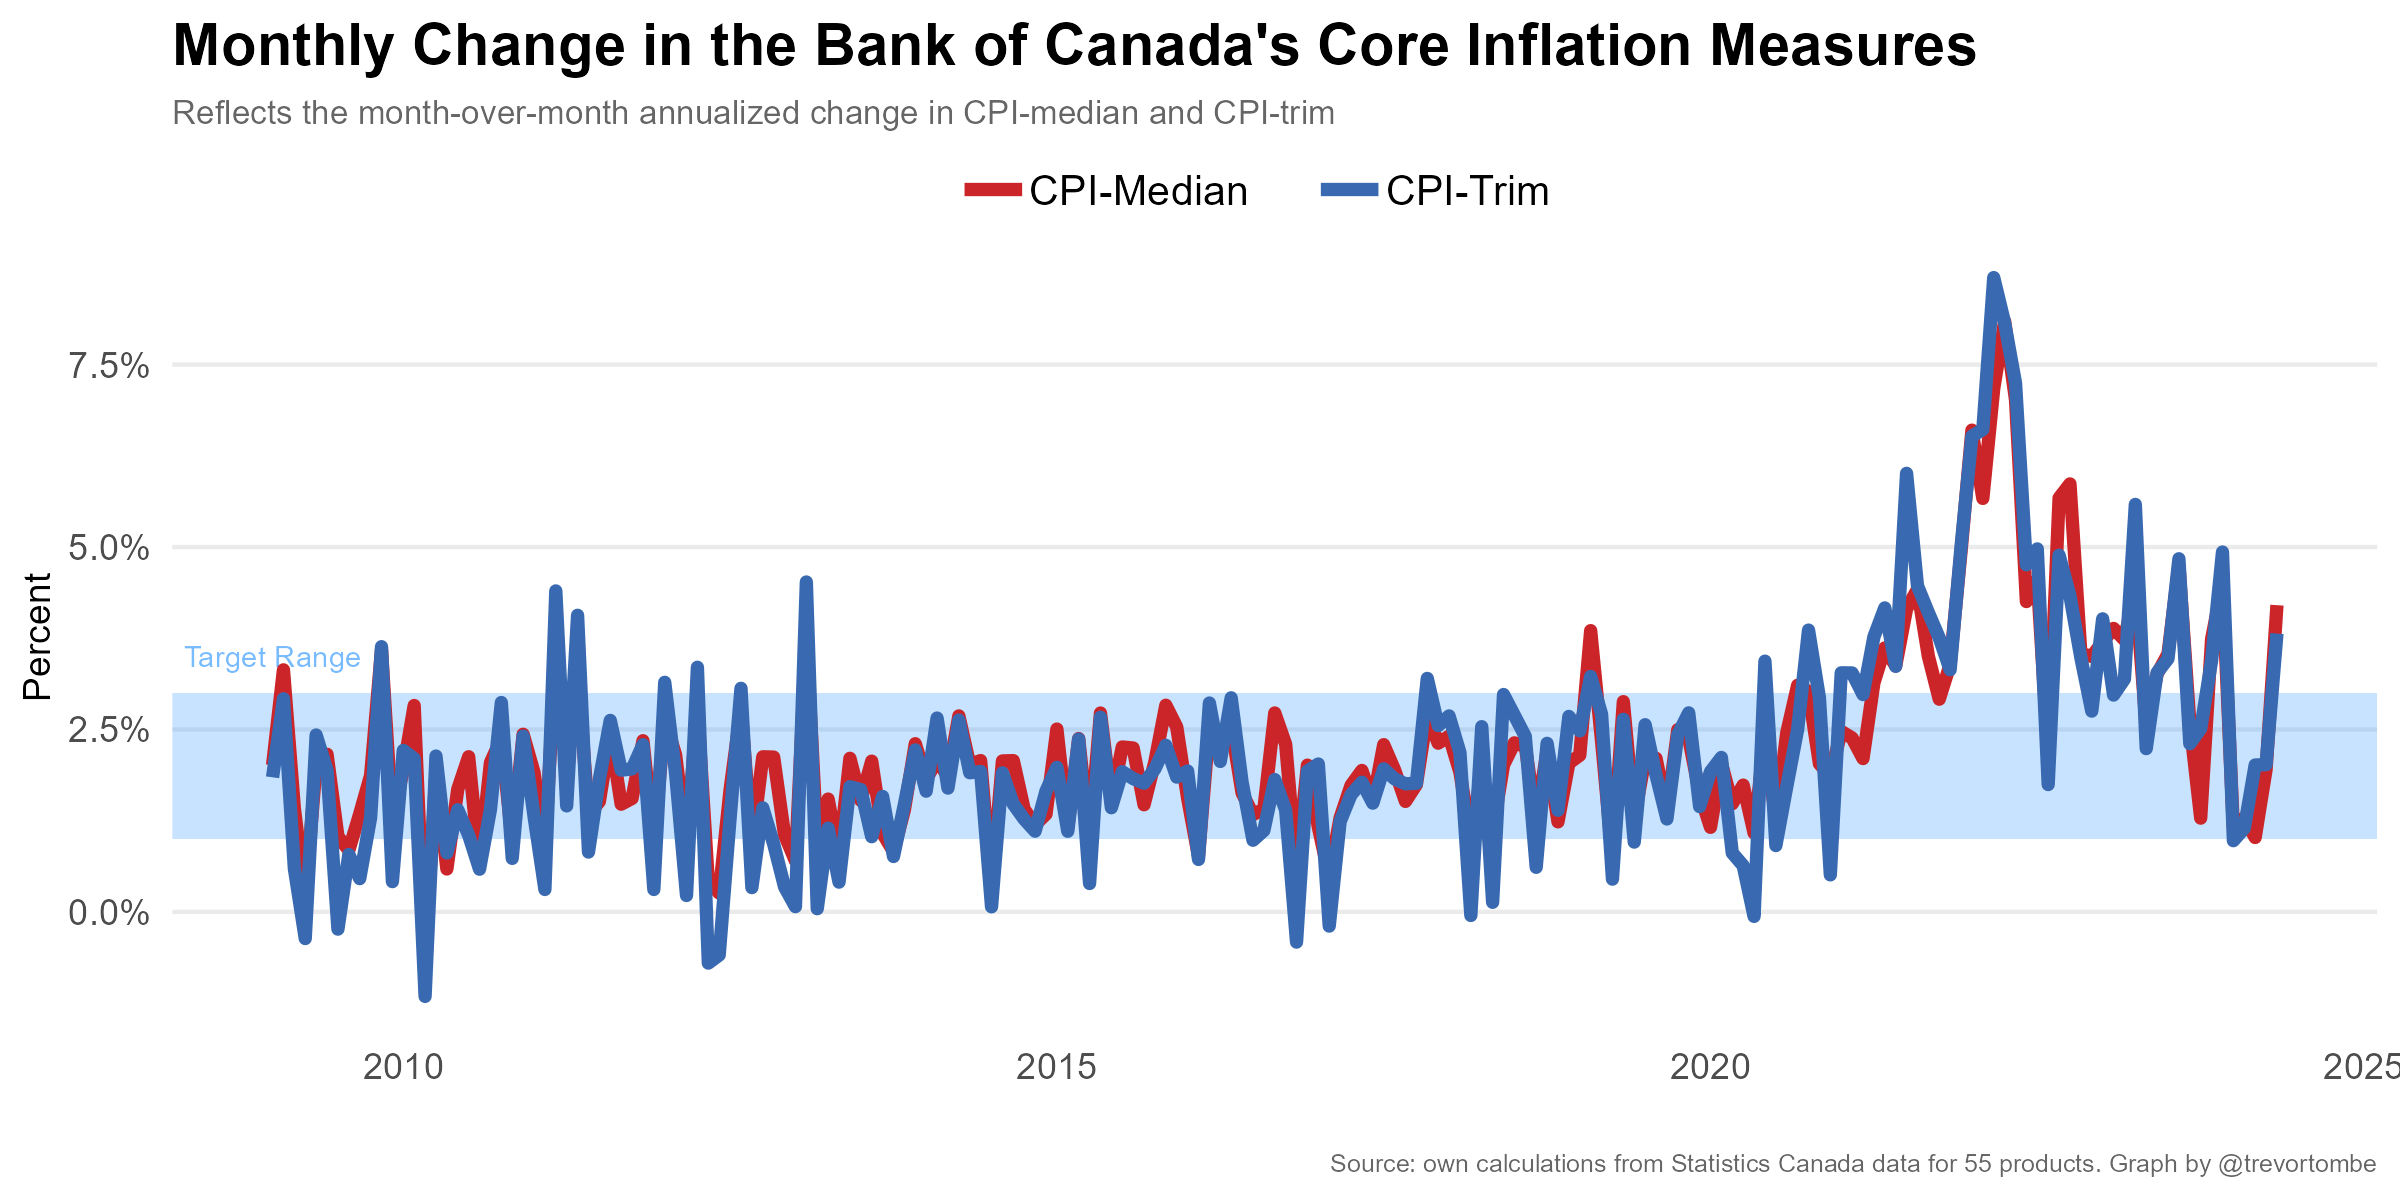 Monthly Change in the Bank of Canada's Core Inflation Measures
Reflects the month-over-month annualized change in CPI-median and CPI-trim
CPI-Median CPI-Trim
7.5%
5.0%
2.5%
0.0%
Percent
Target Range
2010 2015 2020 2025
Source: own calculations from Statistics Canada data for 55 products. Graph by @trevortombe